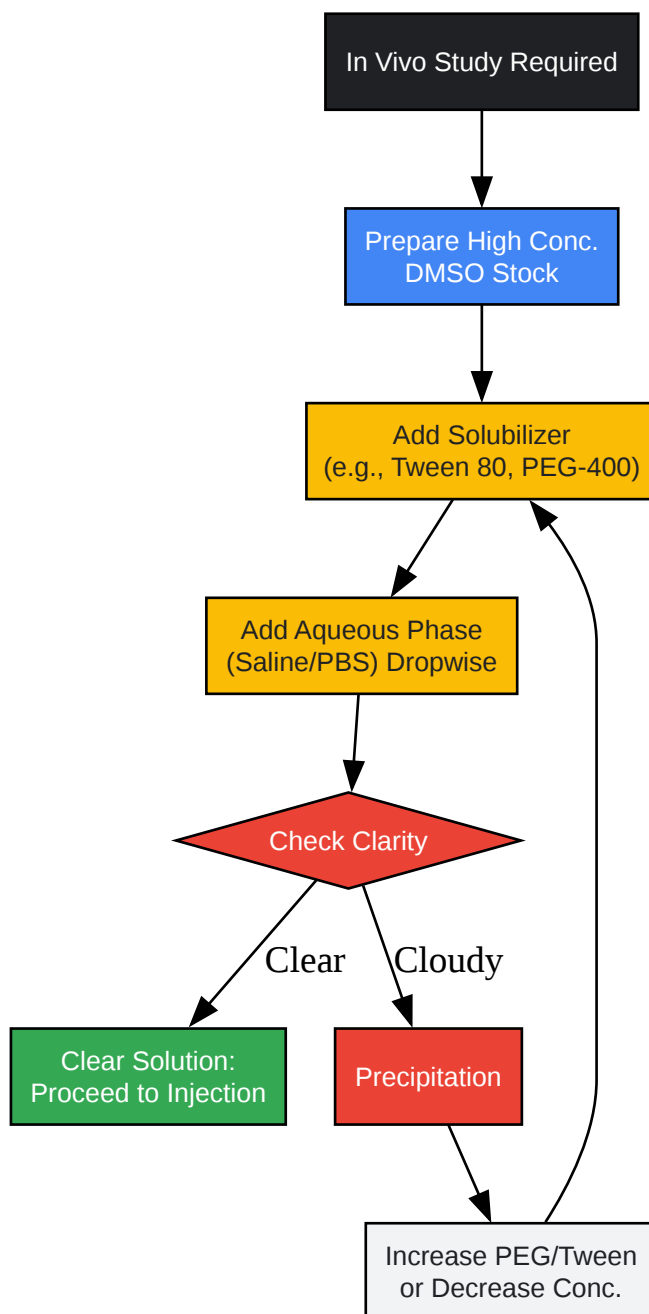 In Vivo Study Required
Prepare High Conc.
DMSO Stock
Add Solubilizer
(e.g., Tween 80, PEG-400)
Add Aqueous Phase
(Saline/PBS) Dropwise
Check Clarity
Clear
Cloudy
Clear Solution:
Proceed to Injection
Precipitation
Increase PEG/Tween
or Decrease Conc.